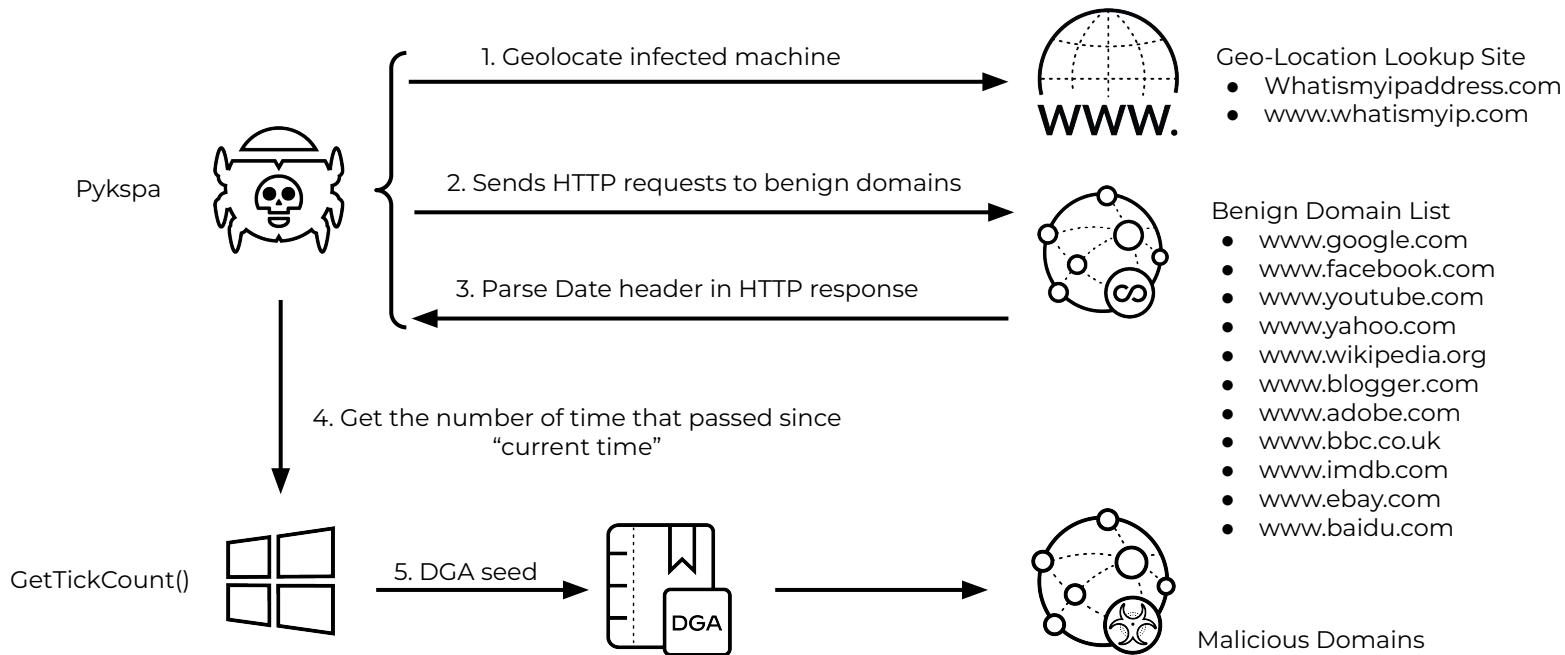 1. Geolocate infected machine
WWW.
Geo-Location Lookup Site
● Whatismyipaddress.com
● www.whatismyip.com
Pykspa
2. Sends HTTP requests to benign domains
3. Parse Date header in HTTP response
Benign Domain List
● www.google.com
● www.facebook.com
● www.youtube.com
● www.yahoo.com
● www.wikipedia.org
● www.blogger.com
● www.adobe.com
● www.bbc.co.uk
● www.imdb.com
● www.ebay.com
● www.baidu.com
4. Get the number of time that passed since
“current time”
GetTickCount()
5. DGA seed
DGA
Malicious Domains